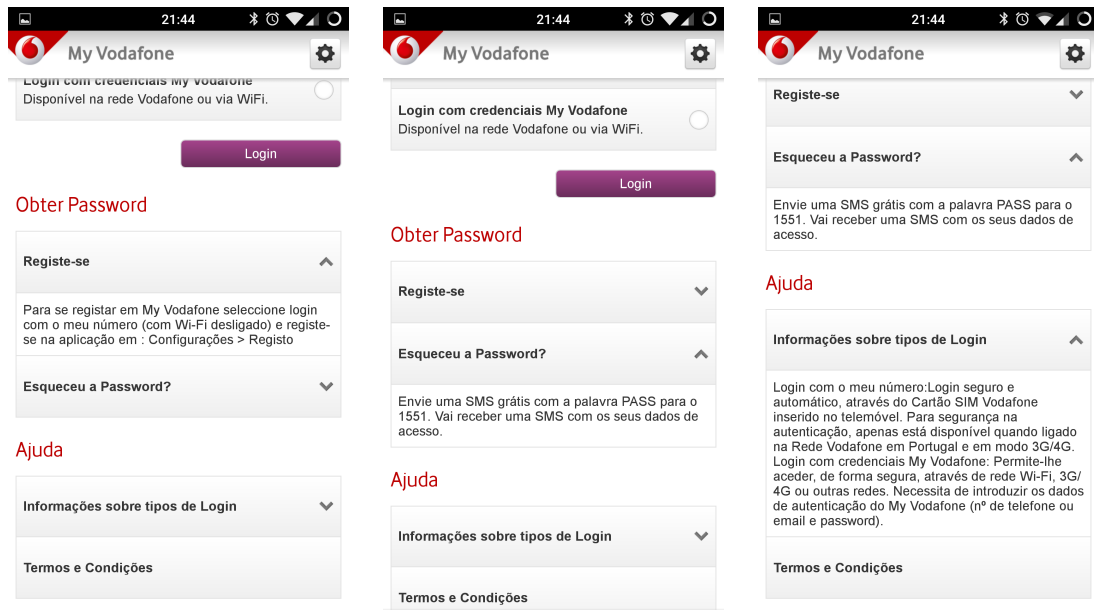 21:44
My Vodafone
Login com credenciais My Vodafone
Disponível na rede Vodafone ou via WiFi.
Login
Obter Password
Registe-se
Para se registar em My Vodafone seleccione login
com o meu número (com Wi-Fi desligado) e registe-
se na aplicação em : Configurações > Registo
Esqueceu a Password?
Ajuda
Informações sobre tipos de Login
Termos e Condições
21:44
My Vodafone
Login com credenciais My Vodafone
Disponível na rede Vodafone ou via WiFi.
Login
Obter Password
Registe-se
Esqueceu a Password?
Envie uma SMS grátis com a palavra PASS para o
1551. Vai receber uma SMS com os seus dados de
acesso.
Ajuda
Informações sobre tipos de Login
Termos e Condições
21:44
My Vodafone
Registe-se
Esqueceu a Password?
Envie uma SMS grátis com a palavra PASS para o
1551. Vai receber uma SMS com os seus dados de
acesso.
Ajuda
Informações sobre tipos de Login
Login com o meu número:Login seguro e
automático, através do Cartão SIM Vodafone
inserido no telemóvel. Para segurança na
autenticação, apenas está disponível quando ligado
na Rede Vodafone em Portugal e em modo 3G/4G.
Login com credenciais My Vodafone: Permite-lhe
aceder, de forma segura, através de rede Wi-Fi, 3G/
4G ou outras redes. Necessita de introduzir os dados
de autenticação do My Vodafone (nº de telefone ou
email e password).
Termos e Condições